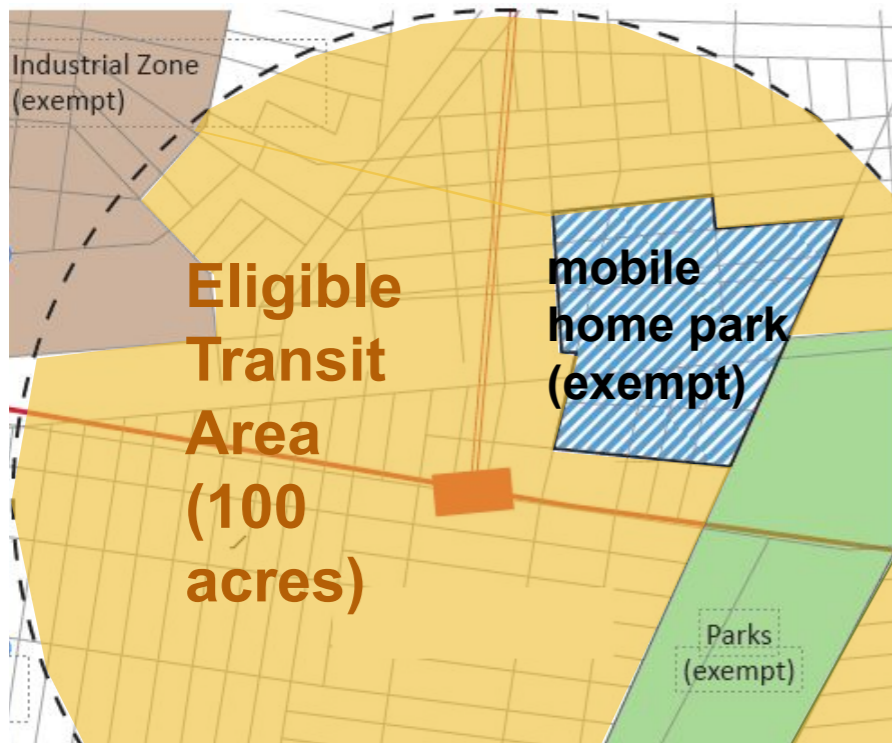 Industrial Zone
(exempt)
mobile
home park
(exempt)
Eligible
Transit
Area
(100
acres)
Parks
(exempt)